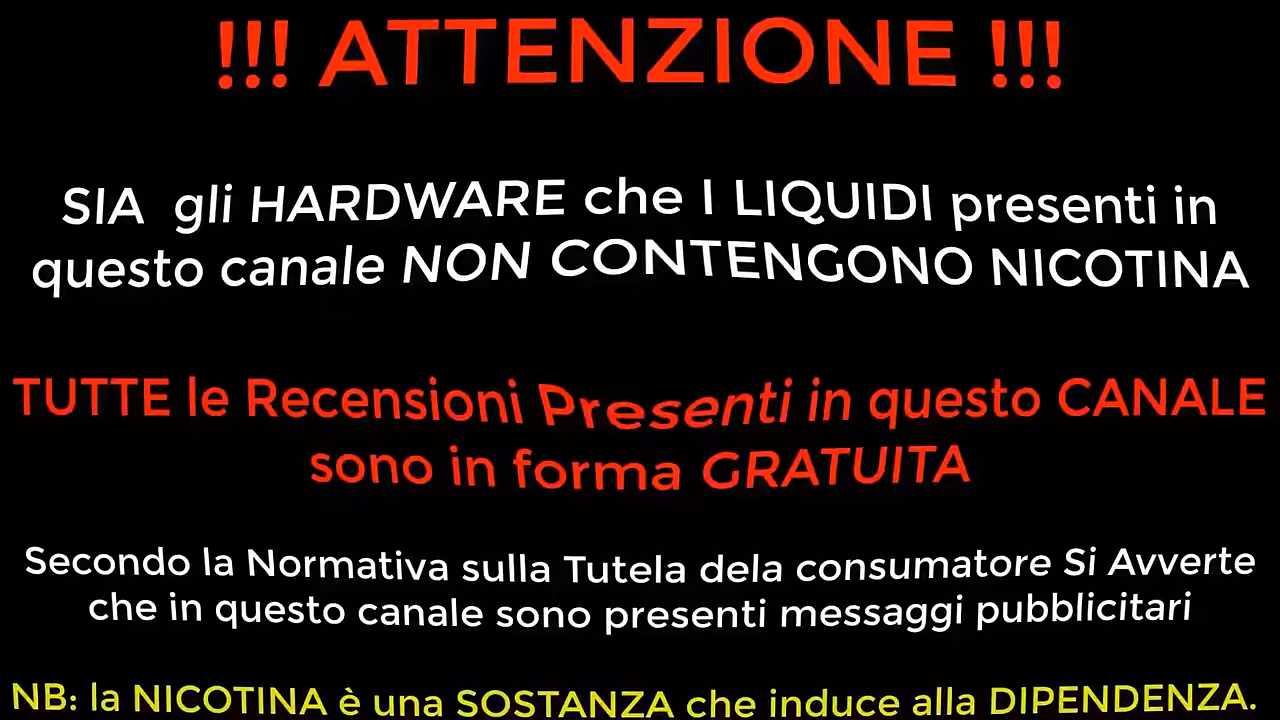 !!! ATTENZIONE !!!
SIA gli HARDWARE che I LIQUIDI presenti in
questo canale NON CONTENGONO NICOTINA
TUTTE le Recensioni Presenti in questo CANALE
sono in forma GRATUITA
Secondo la Normativa sulla Tutela dela consumatore Si Avverte
che in questo canale sono presenti messaggi pubblicitari
NB: la NICOTINA è una SOSTANZA che induce alla DIPENDENZA.